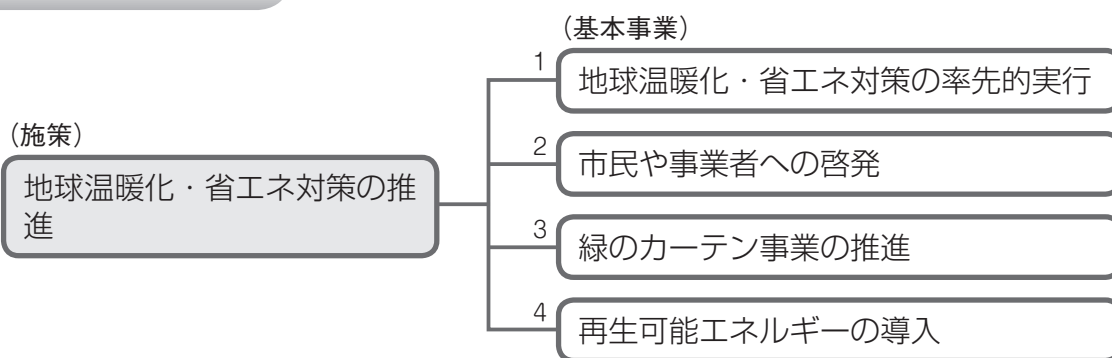 (基本事業)
1
地球温暖化・省エネ対策の率先的実行
(施策)
2
市民や事業者への啓発
地球温暖化・省エネ対策の推
進
3
緑のカーテン事業の推進
4
再生可能エネルギーの導入